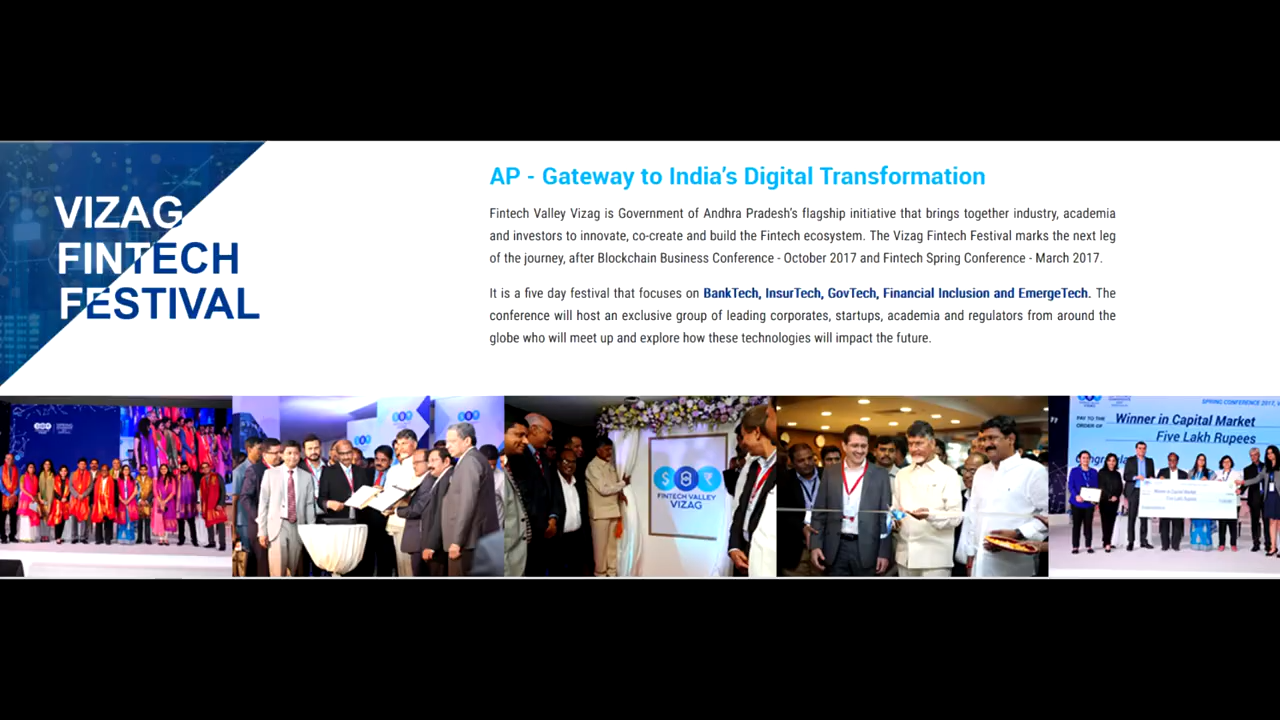 VIZAG
FINTECH
FESTIVAL
AP - Gateway to India's Digital Transformation
Fintech Valley Vizag is Government of Andhra Pradesh's flagship initiative that brings together industry, academia
and investors to innovate, co-create and build the Fintech ecosystem. The Vizag Fintech Festival marks the next leg
of the journey, after Blockchain Business Conference - October 2017 and Fintech Spring Conference - March 2017.
It is a five day festival that focuses on BankTech, InsurTech, GovTech, Financial Inclusion and EmergeTech. The
conference will host an exclusive group of leading corporates, startups, academia and regulators from around the
globe who will meet up and explore how these technologies will impact the future.
FINTECH VALLEY
VIZAG
SPRING CONFERENCE 2017, V
PAY TO THE
ORDER OF
Winner in Capital Market
Five Lakh Rupees